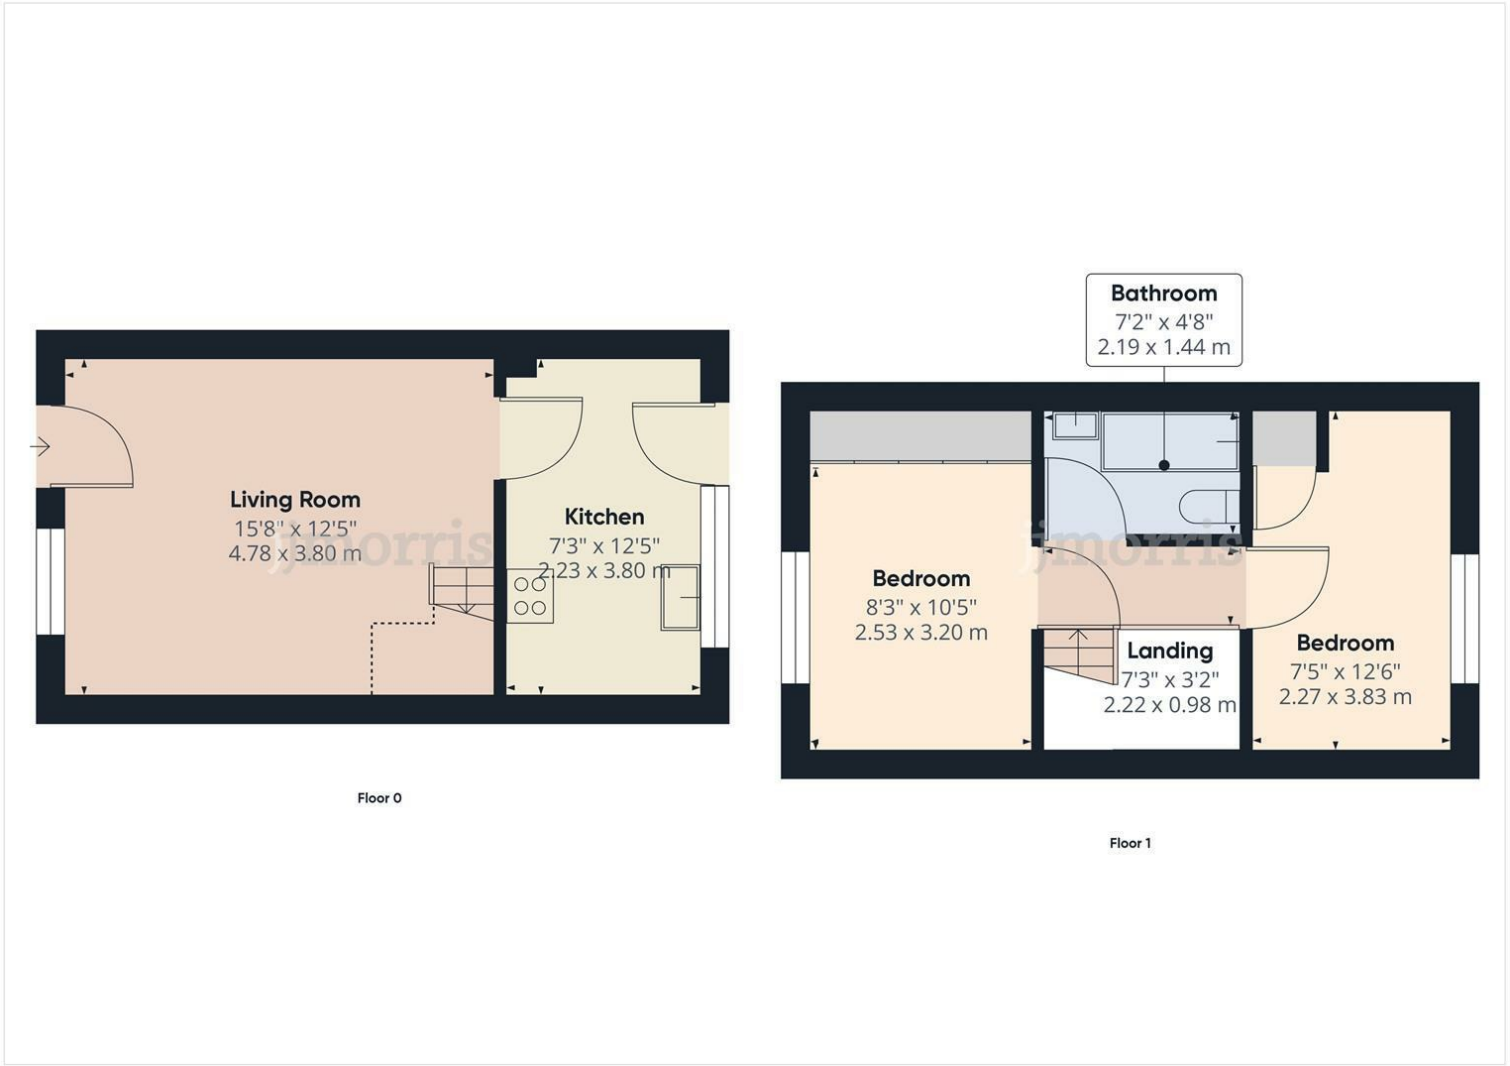 Living Room
15'8" x 12'5"
4.78 x 3.80 m
Kitchen
7'3" x 12'5"
2.23 x 3.80 m
jjmorris
Floor 0
Bathroom
7'2" x 4'8"
2.19 x 1.44 m
Bedroom
8'3" x 10'5"
2.53 x 3.20 m
jjmorris
Landing
7'3" x 3'2"
2.22 x 0.98 m
Bedroom
7'5" x 12'6"
2.27 x 3.83 m
Floor 1